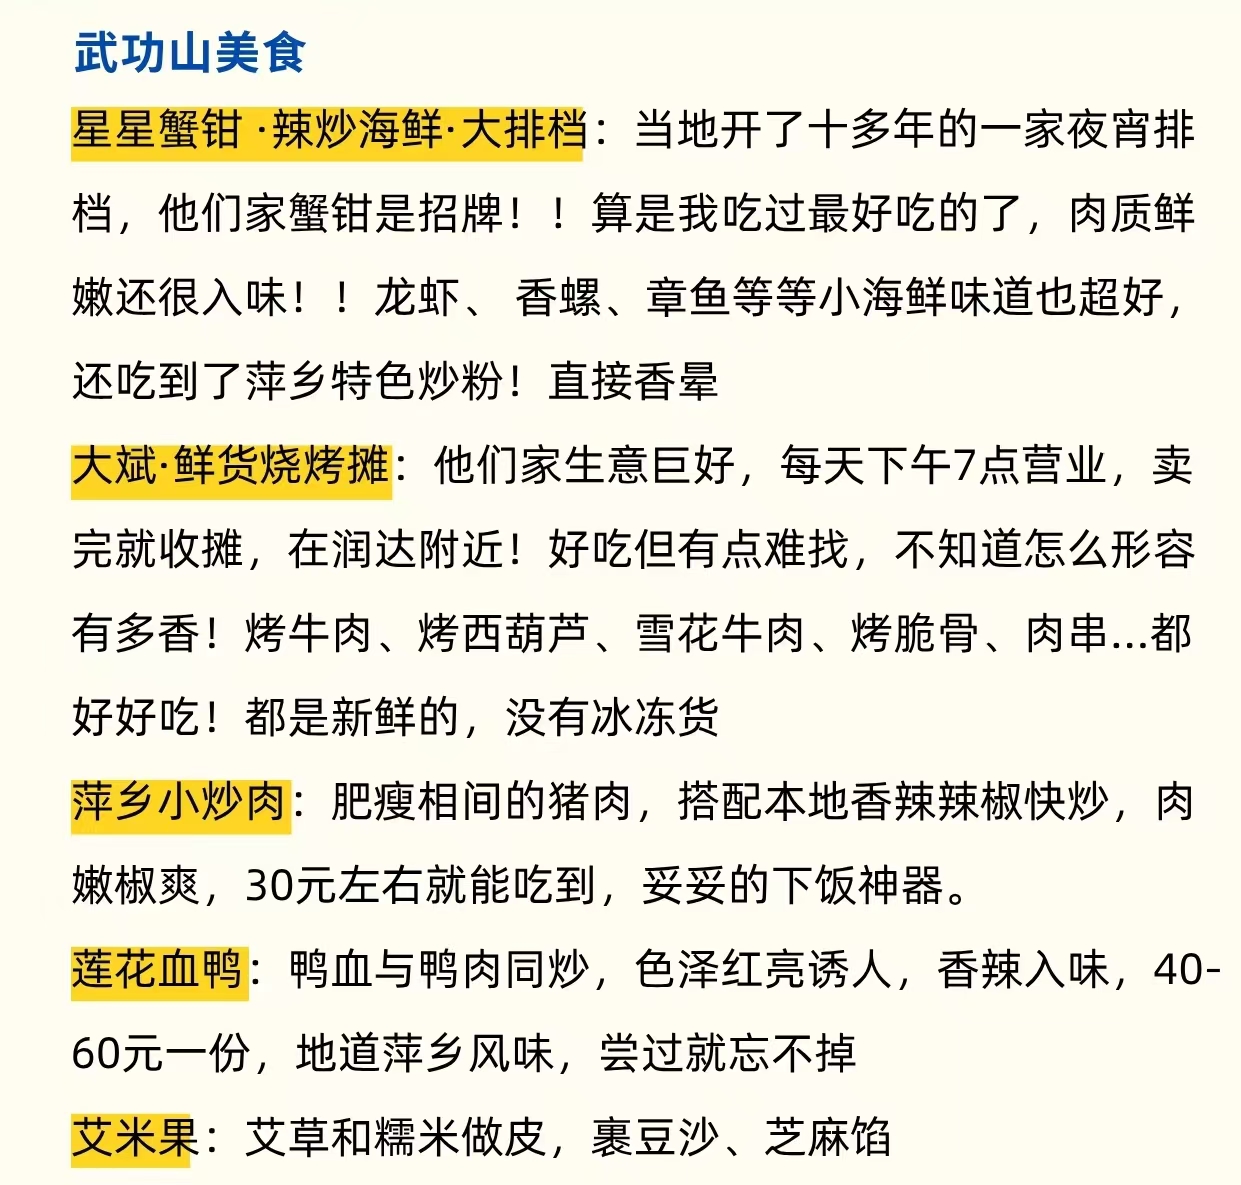 武功山美食
星星蟹钳 ·辣炒海鲜·大排档：当地开了十多年的一家夜宵排
档，他们家蟹钳是招牌！！算是我吃过最好吃的了，肉质鲜
嫩还很入味！！龙虾、 香螺、章鱼等等小海鲜味道也超好，
还吃到了萍乡特色炒粉！直接香晕
大斌·鲜货烧烤摊：他们家生意巨好，每天下午7点营业，卖
完就收摊，在润达附近！好吃但有点难找，不知道怎么形容
有多香！烤牛肉、烤西葫芦、雪花牛肉、烤脆骨、肉串...都
好好吃！都是新鲜的，没有冰冻货
萍乡小炒肉：肥瘦相间的猪肉，搭配本地香辣辣椒快炒，肉
嫩椒爽，30元左右就能吃到，妥妥的下饭神器。
莲花血鸭：鸭血与鸭肉同炒，色泽红亮诱人，香辣入味，40-
60元一份，地道萍乡风味，尝过就忘不掉
艾米果：艾草和糯米做皮，裹豆沙、芝麻馅